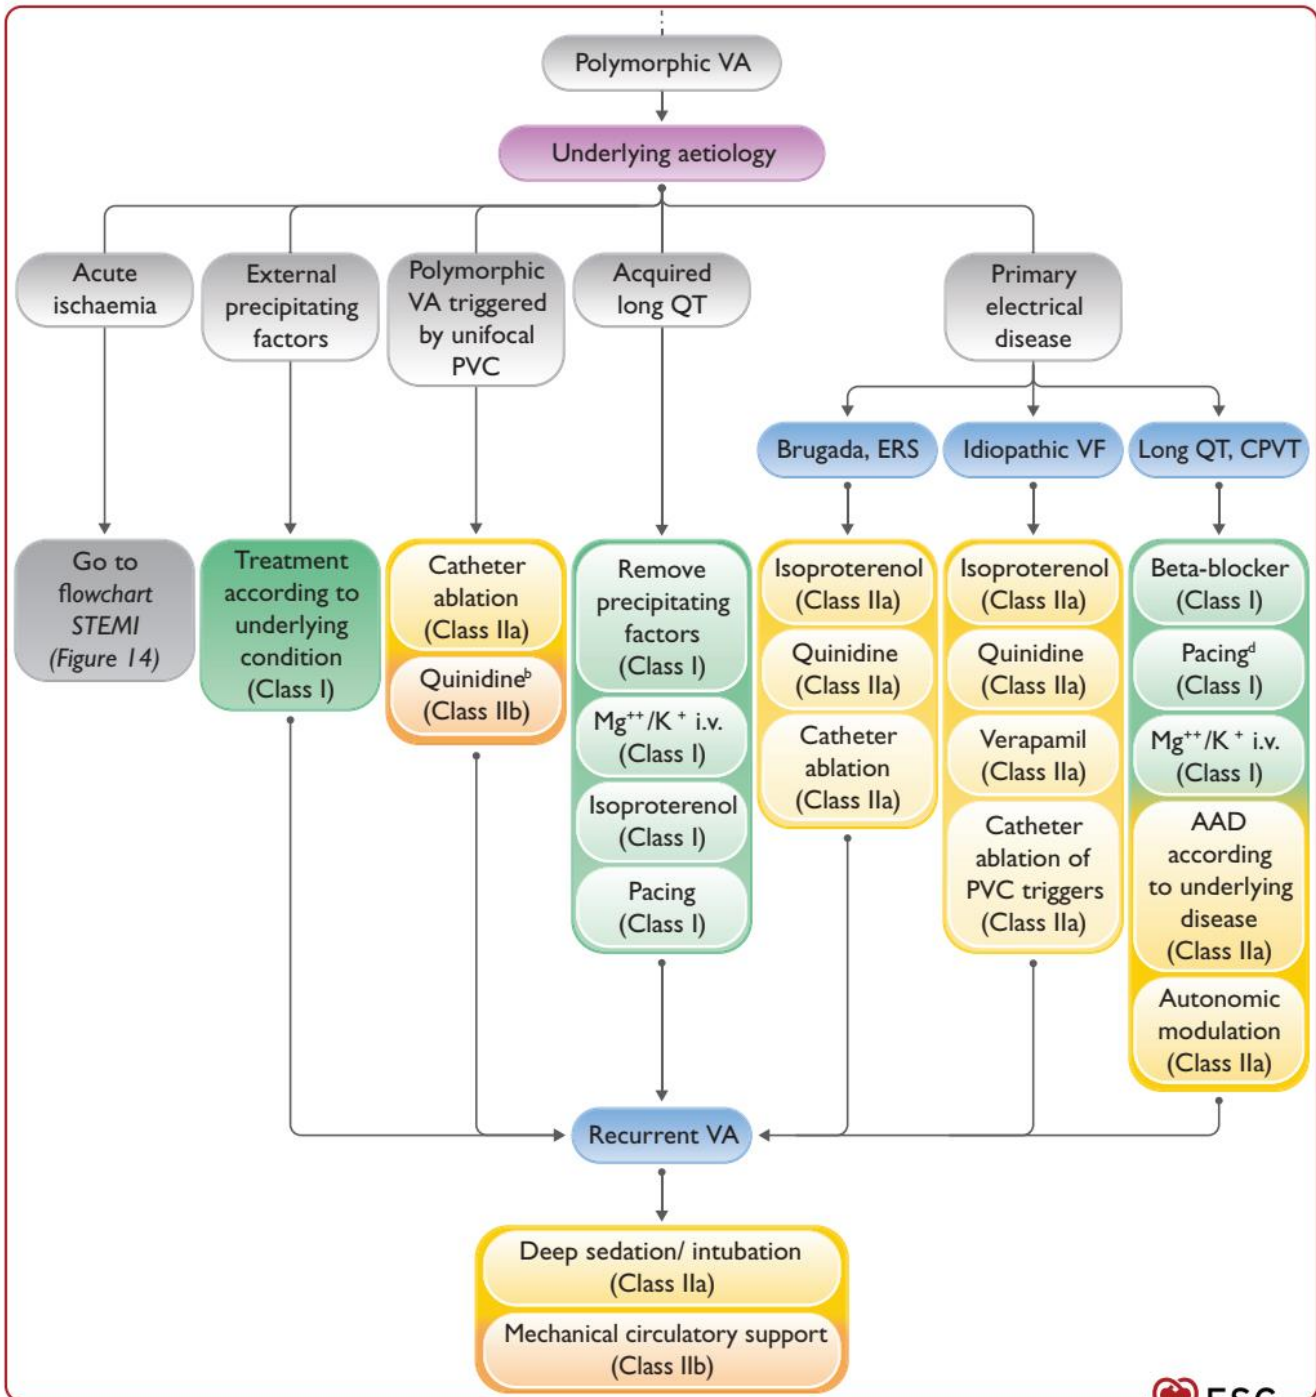 Polymorphic VA
Underlying aetiology
Acute
ischaemia
External
precipitating
factors
Polymorphic
VA triggered
by unifocal
PVC
Acquired
long QT
Primary
electrical
disease
Brugada, ERS
Idiopathic VF
Long QT, CPVT
Go to
flowchart
STEMI
(Figure 14)
Treatment
according to
underlying
condition
(Class I)
Catheter
ablation
(Class IIa)
Quinidineᵇ
(Class IIb)
Remove
precipitating
factors
(Class I)
Mg⁺⁺/K⁺ i.v.
(Class I)
Isoproterenol
(Class I)
Pacing
(Class I)
Isoproterenol
(Class IIa)
Quinidine
(Class IIa)
Catheter
ablation
(Class IIa)
Isoproterenol
(Class IIa)
Quinidine
(Class IIa)
Verapamil
(Class IIa)
Catheter
ablation of
PVC triggers
(Class IIa)
Beta-blocker
(Class I)
Pacingᵈ
(Class I)
Mg⁺⁺/K⁺ i.v.
(Class I)
AAD
according
to underlying
disease
(Class IIa)
Autonomic
modulation
(Class IIa)
Recurrent VA
Deep sedation/ intubation
(Class IIa)
Mechanical circulatory support
(Class IIb)
ESC